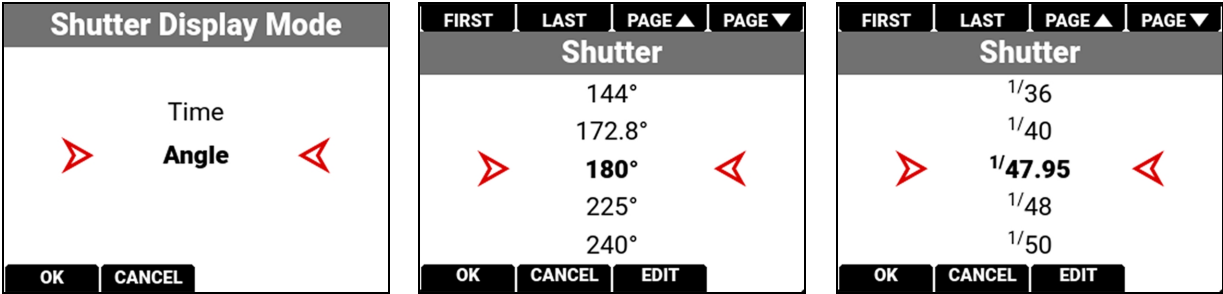 Shutter Display Mode
Time
Angle
OK CANCEL
FIRST LAST PAGE▲ PAGE▼
Shutter
144°
172.8°
180°
225°
240°
OK CANCEL EDIT
FIRST LAST PAGE▲ PAGE▼
Shutter
1/36
1/40
1/47.95
1/48
1/50
OK CANCEL EDIT